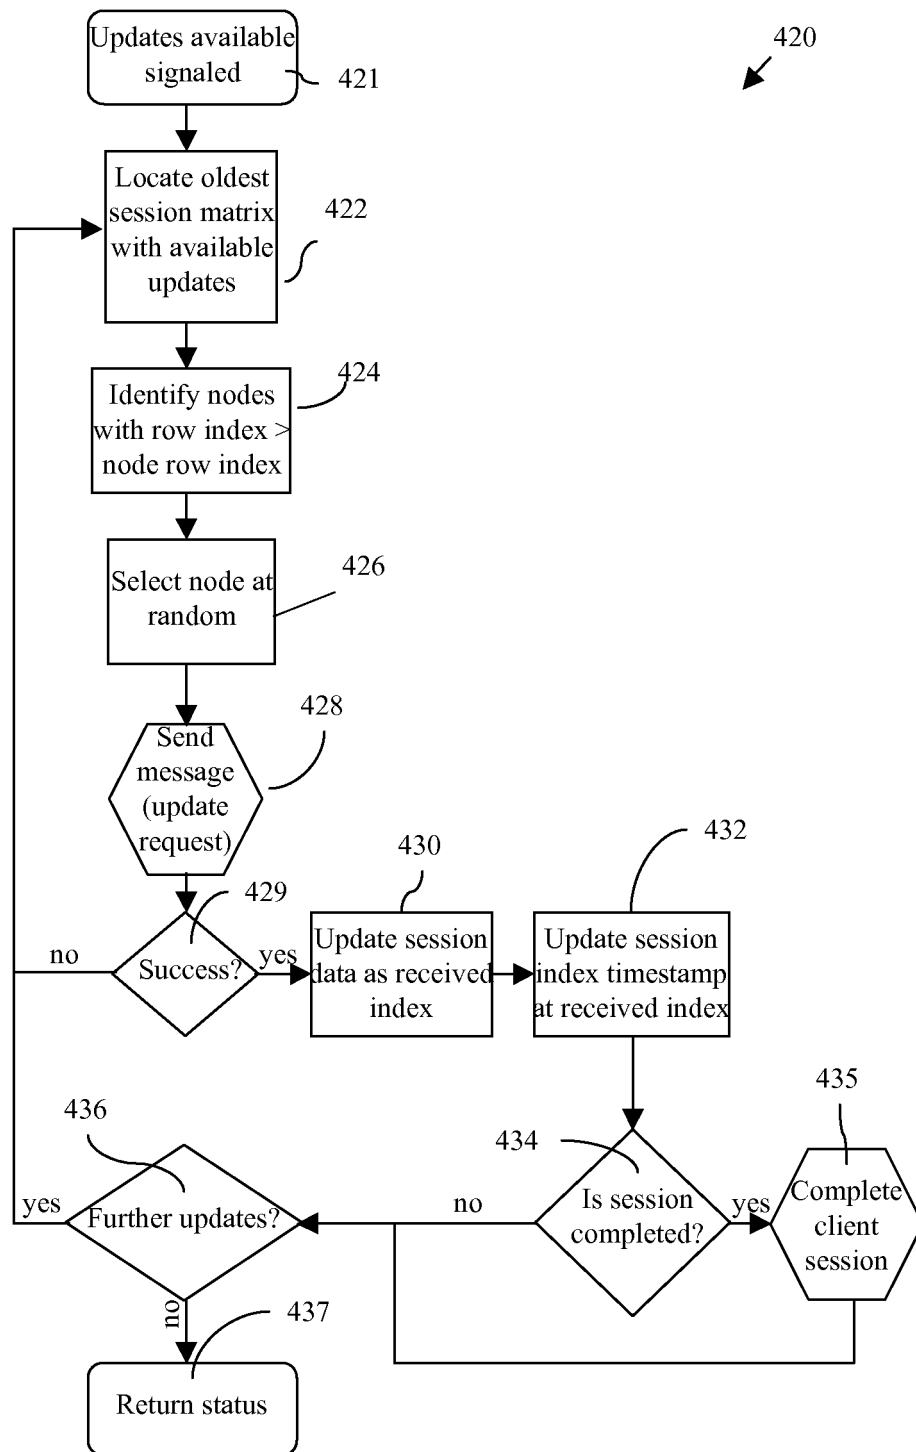 Updates available
signaled
421
420
Locate oldest
session matrix
with available
updates
422
Identify nodes
with row index >
node row index
424
Select node at
random
426
Send
message
(update
request)
428
429
Success?
no
yes
430
Update session
data as received
index
432
Update session
index timestamp
at received index
434
Is session
completed?
no
yes
435
Complete
client
session
436
Further updates?
yes
no
437
Return status